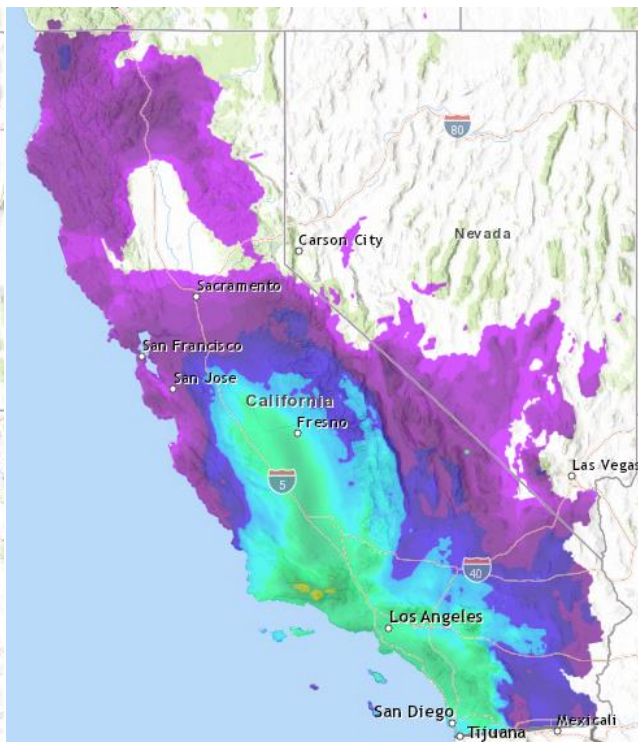 80
Nevada
Carson City
Sacramento
San Francisco
San Jose
California
Fresno
Las Vegas
5
40
Los Angeles
San Diego
Mexicali
Tijuana